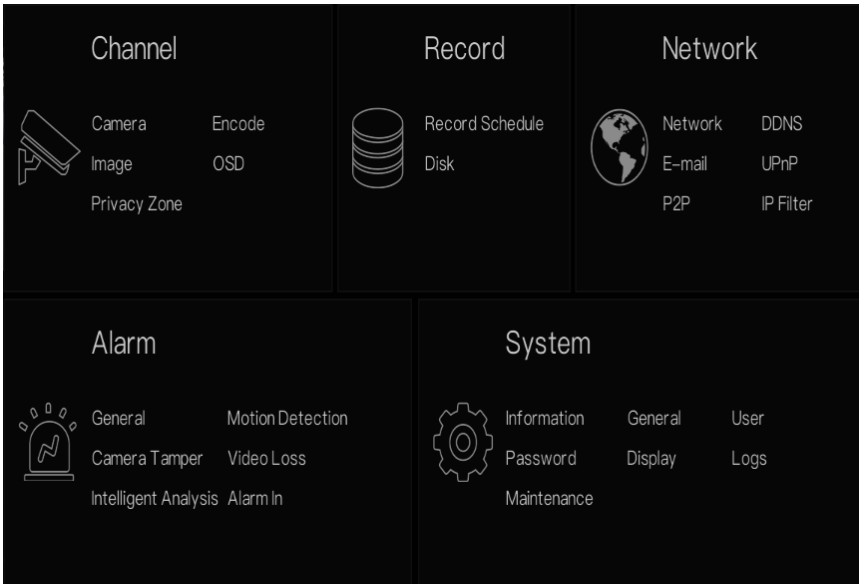 Channel
Camera Encode
Image OSD
Privacy Zone
Record
Record Schedule
Disk
Network
Network DDNS
E-mail UPnP
P2P IP Filter
Alarm
General Motion Detection
Camera Tamper Video Loss
Intelligent Analysis Alarm In
System
Information General User
Password Display Logs
Maintenance